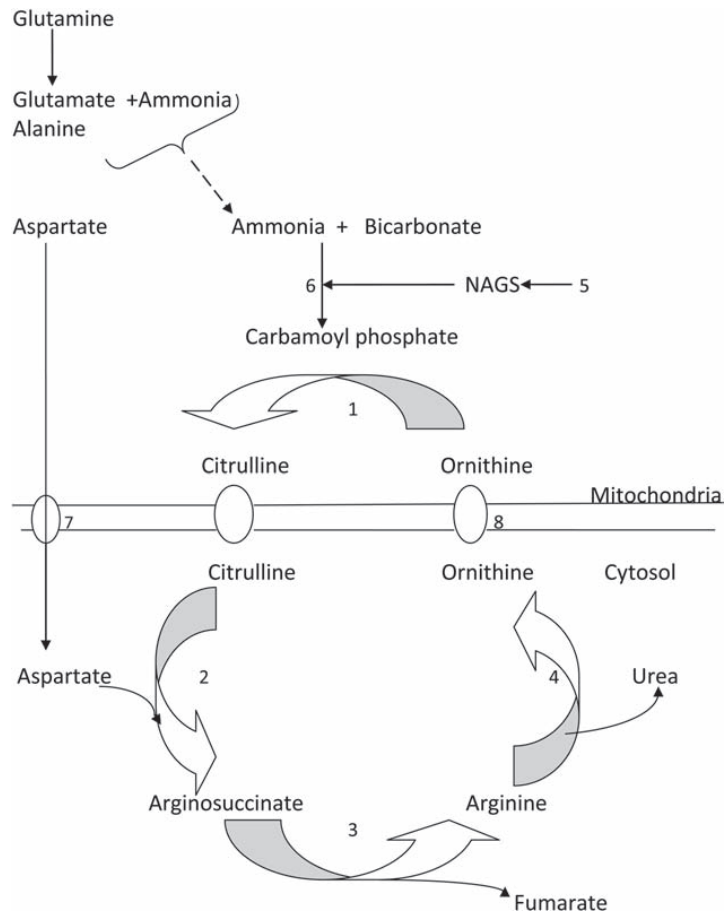 Glutamine
Glutamate +Ammonia
Alanine
Aspartate Ammonia + Bicarbonate
6 NAGS 5
Carbamoyl phosphate
1
Citrulline Ornithine
Mitochondria
7 8
Citrulline Ornithine Cytosol
Aspartate 2 4 Urea
Arginosuccinate Arginine
3
Fumarate